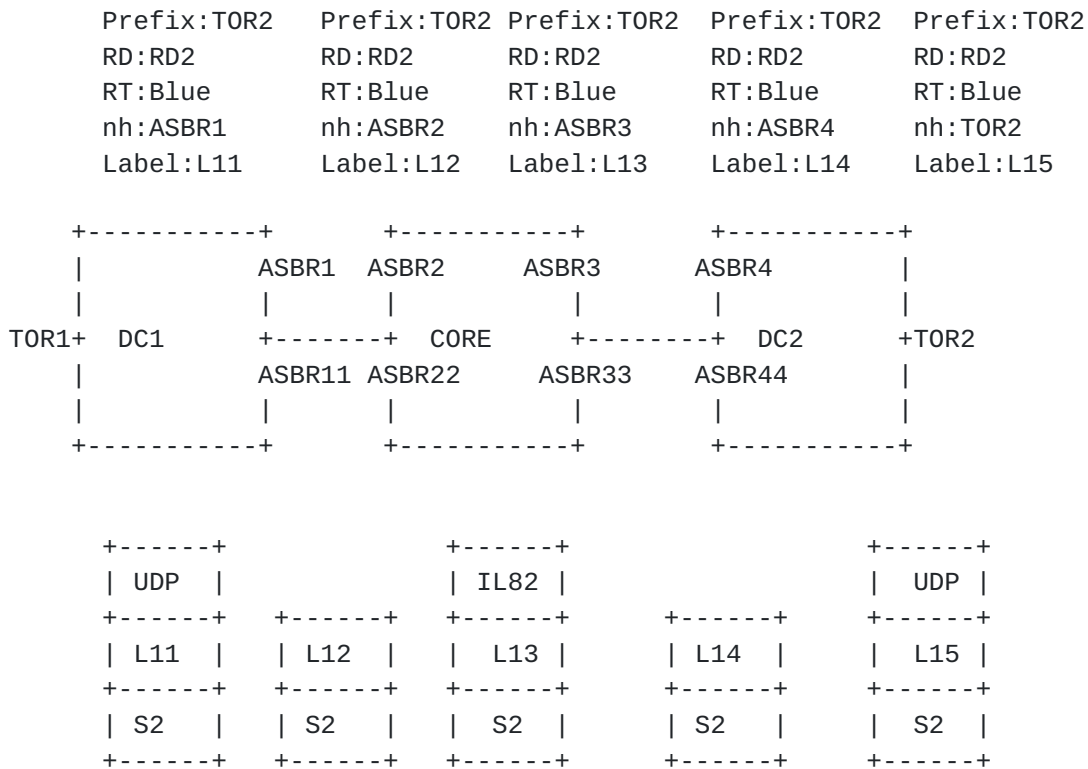 Prefix:TOR2 Prefix:TOR2 Prefix:TOR2 Prefix:TOR2 Prefix:TOR2
RD:RD2 RD:RD2 RD:RD2 RD:RD2 RD:RD2
RT:Blue RT:Blue RT:Blue RT:Blue RT:Blue
nh:ASBR1 nh:ASBR2 nh:ASBR3 nh:ASBR4 nh:TOR2
Label:L11 Label:L12 Label:L13 Label:L14 Label:L15
ASBR1 ASBR2 ASBR3 ASBR4
TOR1 DC1 CORE DC2 TOR2
ASBR11 ASBR22 ASBR33 ASBR44
UDP IL82 UDP
L11 L12 L13 L14 L15
S2 S2 S2 S2 S2